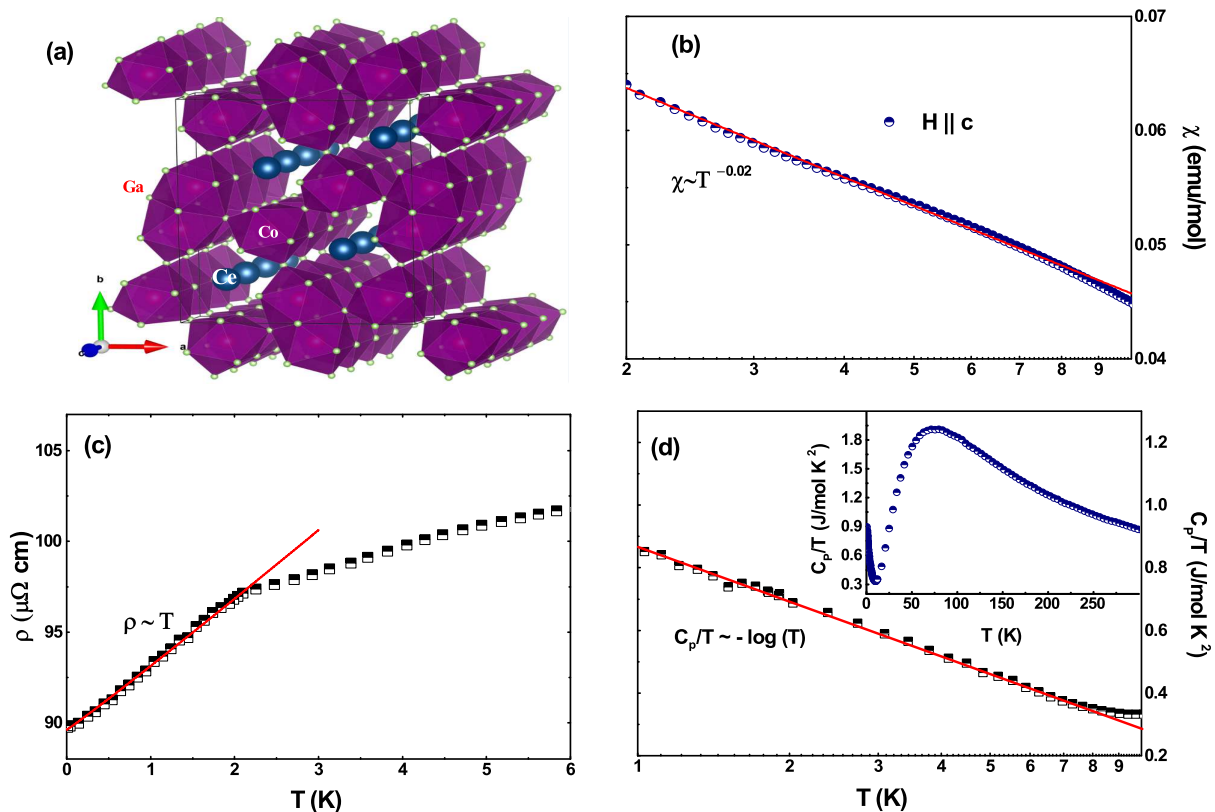 (a)
Ga
Co
Ce
b
a
c
(b)
H || c
χ~T −0.02
0.07
0.06
0.05
0.04
χ (emu/mol)
2 3 4 5 6 7 8 9
(c)
105
100
95
90
ρ (μΩ cm)
ρ ~ T
0 1 2 3 4 5 6
T (K)
(d)
1.8
1.5
1.2
0.9
0.6
0.3
Cp/T (J/mol K²)
0 50 100 150 200 250
T (K)
Cp/T ~ - log (T)
1.2
1.0
0.8
0.6
0.4
0.2
Cp/T (J/mol K²)
1 2 3 4 5 6 7 8 9
T (K)